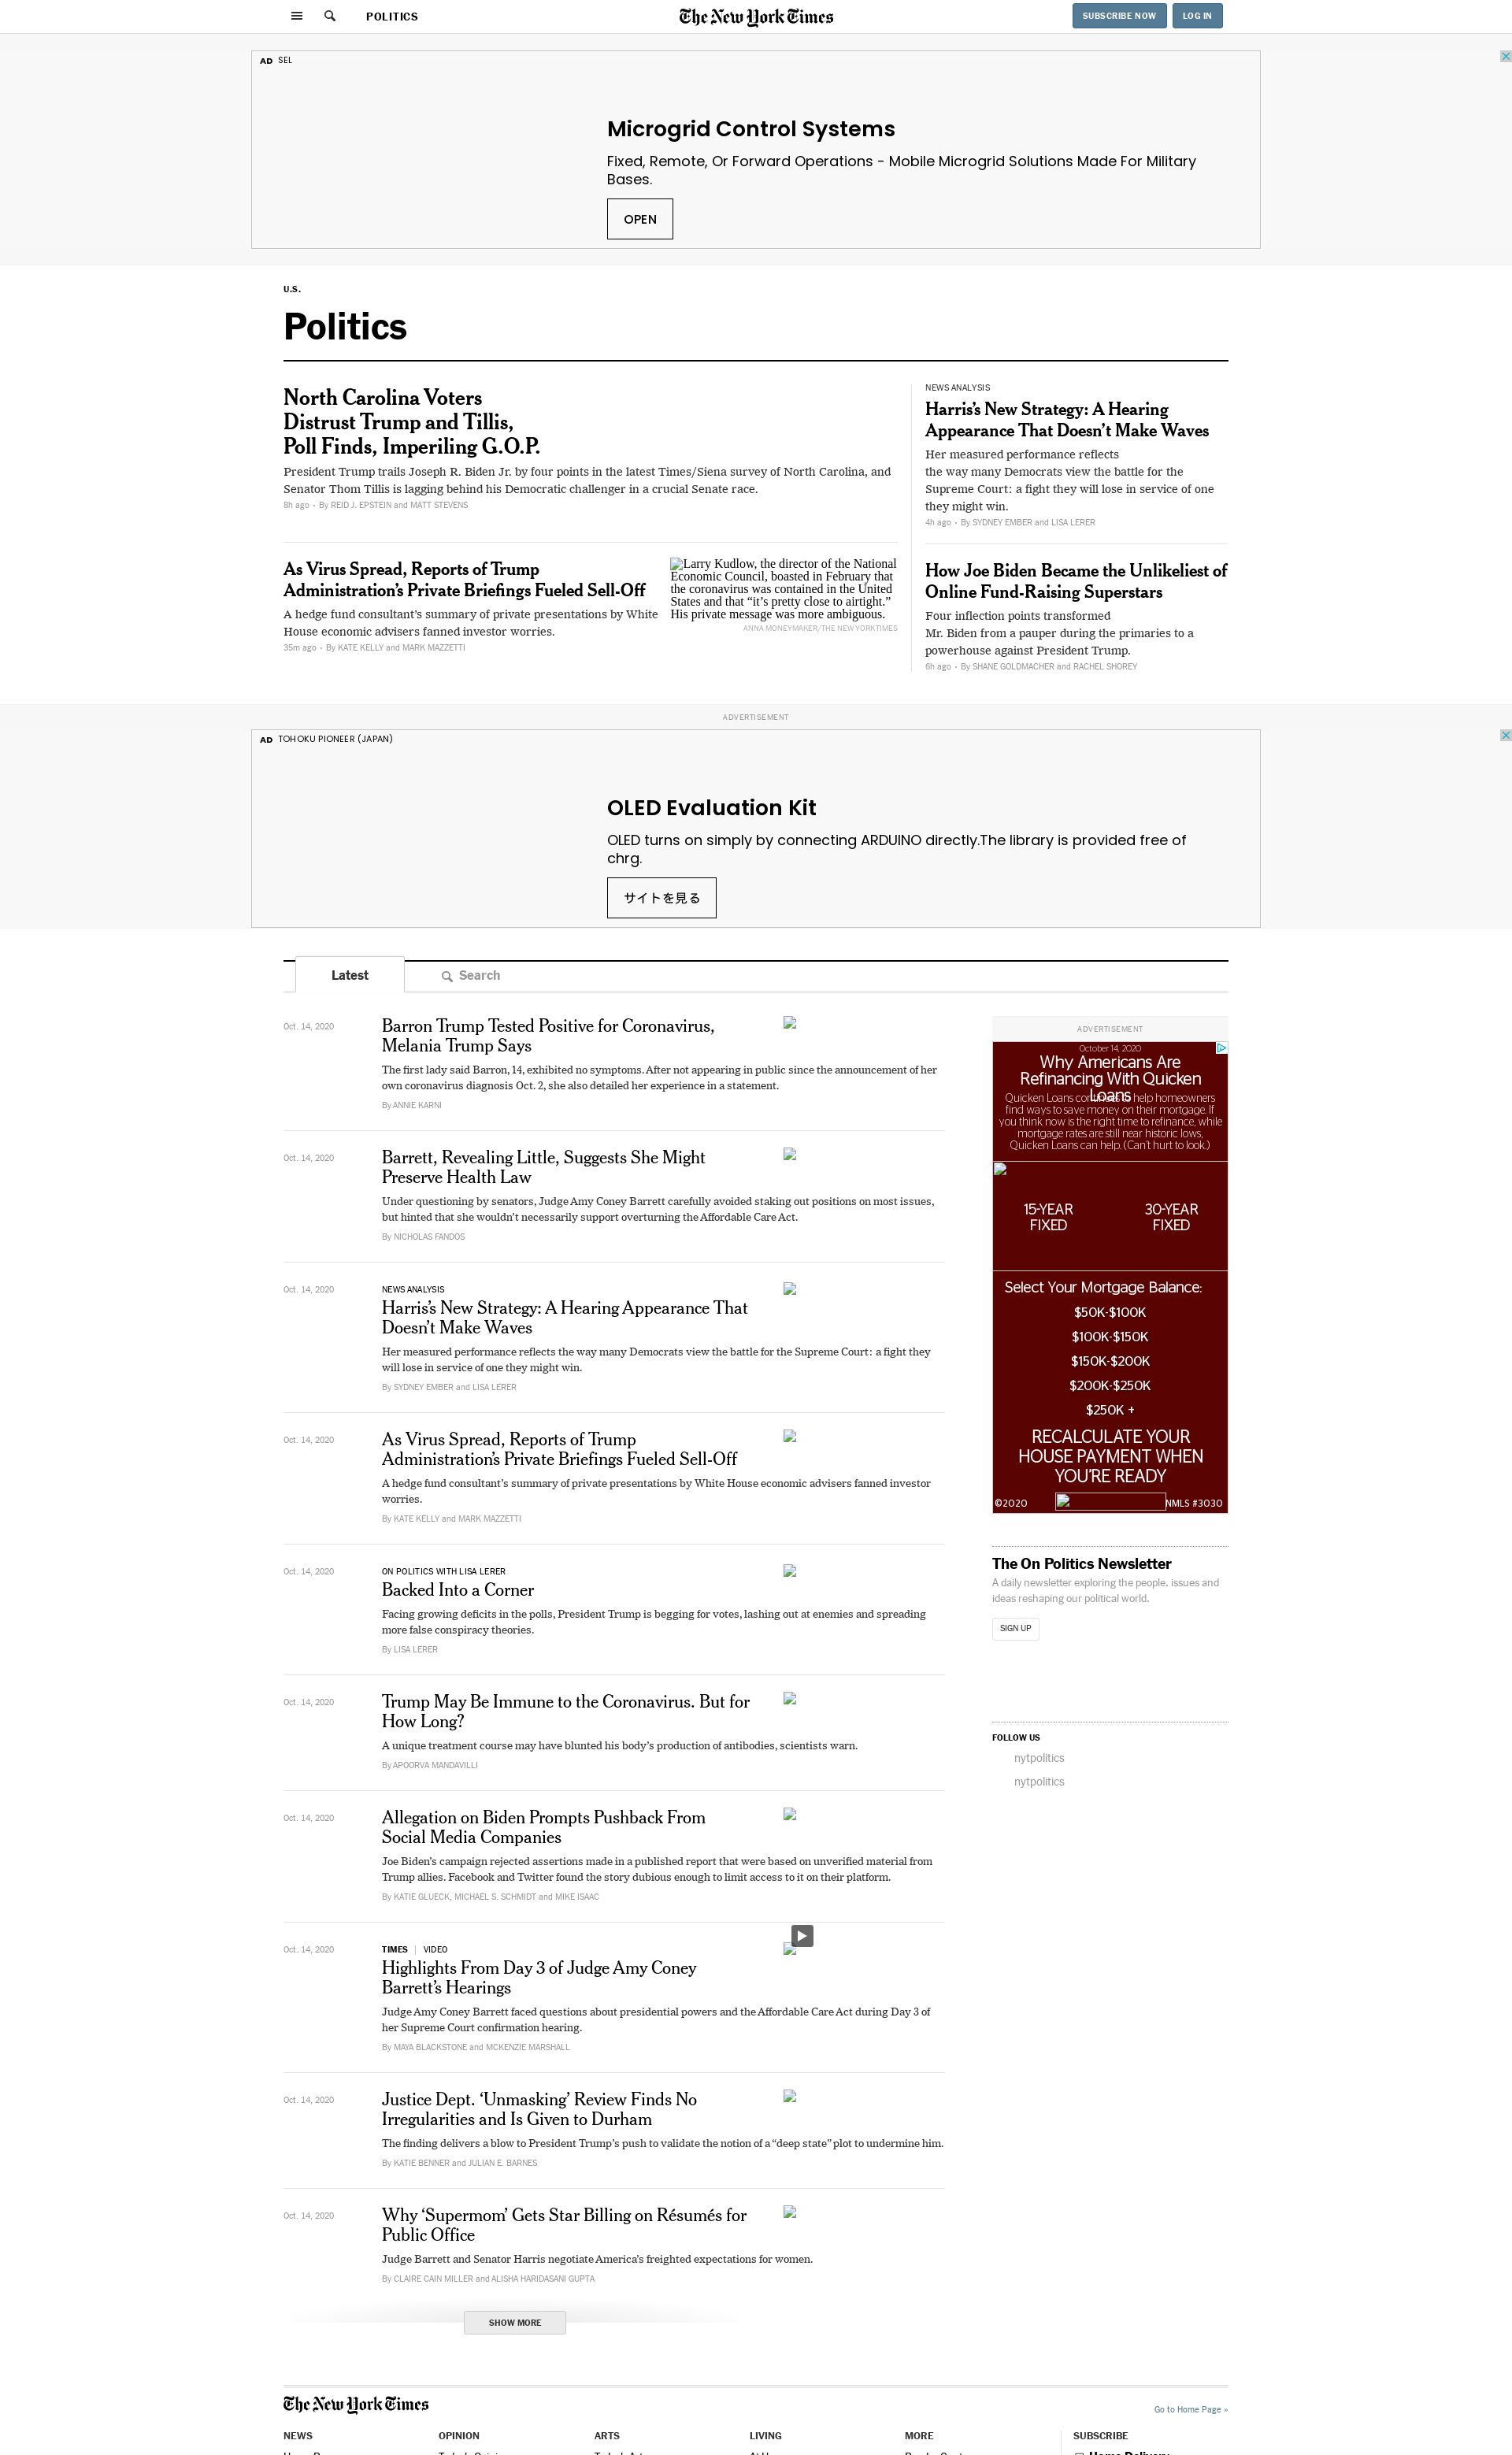 POLITICS
The New York Times
SUBSCRIBE NOW
LOG IN
AD SEL
Microgrid Control Systems
Fixed, Remote, Or Forward Operations - Mobile Microgrid Solutions Made For Military
Bases.
OPEN
U.S.
Politics
North Carolina Voters
Distrust Trump and Tillis,
Poll Finds, Imperiling G.O.P.
President Trump trails Joseph R. Biden Jr. by four points in the latest Times/Siena survey of North Carolina, and
Senator Thom Tillis is lagging behind his Democratic challenger in a crucial Senate race.
8h ago • By REID J. EPSTEIN and MATT STEVENS
As Virus Spread, Reports of Trump
Administration’s Private Briefings Fueled Sell-Off
A hedge fund consultant’s summary of private presentations by White
House economic advisers fanned investor worries.
35m ago • By KATE KELLY and MARK MAZZETTI
Larry Kudlow, the director of the National
Economic Council, boasted in February that
the coronavirus was contained in the United
States and that “it’s pretty close to airtight.”
His private message was more ambiguous.
ANNA MONEYMAKER/THE NEW YORK TIMES
NEWS ANALYSIS
Harris’s New Strategy: A Hearing
Appearance That Doesn’t Make Waves
Her measured performance reflects
the way many Democrats view the battle for the
Supreme Court: a fight they will lose in service of one
they might win.
4h ago • By SYDNEY EMBER and LISA LERER
How Joe Biden Became the Unlikeliest of
Online Fund-Raising Superstars
Four inflection points transformed
Mr. Biden from a pauper during the primaries to a
powerhouse against President Trump.
6h ago • By SHANE GOLDMACHER and RACHEL SHOREY
ADVERTISEMENT
AD TOHOKU PIONEER (JAPAN)
OLED Evaluation Kit
OLED turns on simply by connecting ARDUINO directly.The library is provided free of
chrg.
サイトを見る
Latest
Search
Oct. 14, 2020
Barron Trump Tested Positive for Coronavirus,
Melania Trump Says
The first lady said Barron, 14, exhibited no symptoms. After not appearing in public since the announcement of her
own coronavirus diagnosis Oct. 2, she also detailed her experience in a statement.
By ANNIE KARNI
Oct. 14, 2020
Barrett, Revealing Little, Suggests She Might
Preserve Health Law
Under questioning by senators, Judge Amy Coney Barrett carefully avoided staking out positions on most issues,
but hinted that she wouldn’t necessarily support overturning the Affordable Care Act.
By NICHOLAS FANDOS
Oct. 14, 2020
NEWS ANALYSIS
Harris’s New Strategy: A Hearing Appearance That
Doesn’t Make Waves
Her measured performance reflects the way many Democrats view the battle for the Supreme Court: a fight they
will lose in service of one they might win.
By SYDNEY EMBER and LISA LERER
Oct. 14, 2020
As Virus Spread, Reports of Trump
Administration’s Private Briefings Fueled Sell-Off
A hedge fund consultant’s summary of private presentations by White House economic advisers fanned investor
worries.
By KATE KELLY and MARK MAZZETTI
Oct. 14, 2020
ON POLITICS WITH LISA LERER
Backed Into a Corner
Facing growing deficits in the polls, President Trump is begging for votes, lashing out at enemies and spreading
more false conspiracy theories.
By LISA LERER
Oct. 14, 2020
Trump May Be Immune to the Coronavirus. But for
How Long?
A unique treatment course may have blunted his body’s production of antibodies, scientists warn.
By APOORVA MANDAVILLI
Oct. 14, 2020
Allegation on Biden Prompts Pushback From
Social Media Companies
Joe Biden’s campaign rejected assertions made in a published report that were based on unverified material from
Trump allies. Facebook and Twitter found the story dubious enough to limit access to it on their platform.
By KATIE GLUECK, MICHAEL S. SCHMIDT and MIKE ISAAC
Oct. 14, 2020
TIMES | VIDEO
Highlights From Day 3 of Judge Amy Coney
Barrett’s Hearings
Judge Amy Coney Barrett faced questions about presidential powers and the Affordable Care Act during Day 3 of
her Supreme Court confirmation hearing.
By MAYA BLACKSTONE and MCKENZIE MARSHALL
Oct. 14, 2020
Justice Dept. ‘Unmasking’ Review Finds No
Irregularities and Is Given to Durham
The finding delivers a blow to President Trump’s push to validate the notion of a “deep state” plot to undermine him.
By KATIE BENNER and JULIAN E. BARNES
Oct. 14, 2020
Why ‘Supermom’ Gets Star Billing on Résumés for
Public Office
Judge Barrett and Senator Harris negotiate America’s freighted expectations for women.
By CLAIRE CAIN MILLER and ALISHA HARIDASANI GUPTA
SHOW MORE
ADVERTISEMENT
October 14, 2020
Why Americans Are
Refinancing With Quicken
Loans
Quicken Loans to help homeowners
find ways to save money on their mortgage. If
you think now is the right time to refinance, while
mortgage rates are still near historic lows,
Quicken Loans can help. (Can't hurt to look.)
15-YEAR
FIXED
30-YEAR
FIXED
Select Your Mortgage Balance:
$50K-$100K
$100K-$150K
$150K-$200K
$200K-$250K
$250K +
RECALCULATE YOUR
HOUSE PAYMENT WHEN
YOU'RE READY
©2020
NMLS #3030
The On Politics Newsletter
A daily newsletter exploring the people, issues and
ideas reshaping our political world.
SIGN UP
FOLLOW US
nytpolitics
nytpolitics
The New York Times
Go to Home Page »
NEWS
OPINION
ARTS
LIVING
MORE
SUBSCRIBE